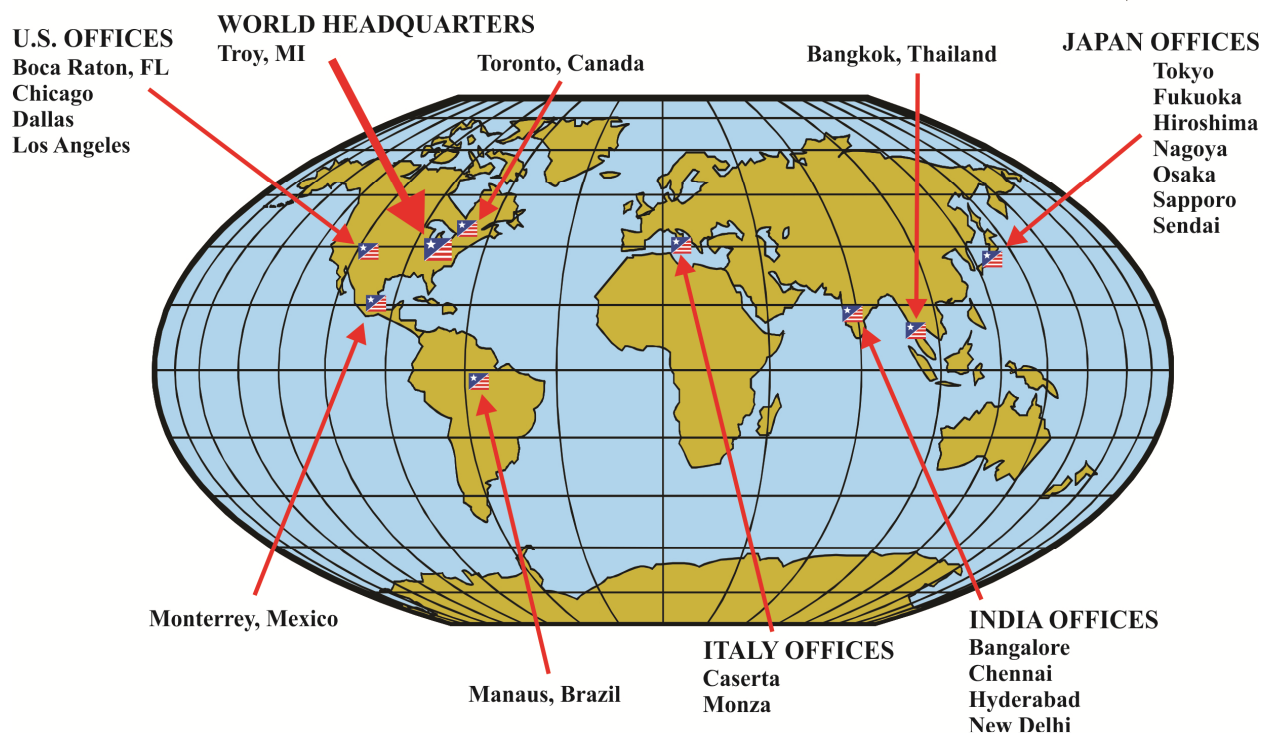 U.S. OFFICES
Boca Raton, FL
Chicago
Dallas
Los Angeles
WORLD HEADQUARTERS
Troy, MI
Toronto, Canada
Bangkok, Thailand
JAPAN OFFICES
Tokyo
Fukuoka
Hiroshima
Nagoya
Osaka
Sapporo
Sendai
Monterrey, Mexico
Manaus, Brazil
ITALY OFFICES
Caserta
Monza
INDIA OFFICES
Bangalore
Chennai
Hyderabad
New Delhi